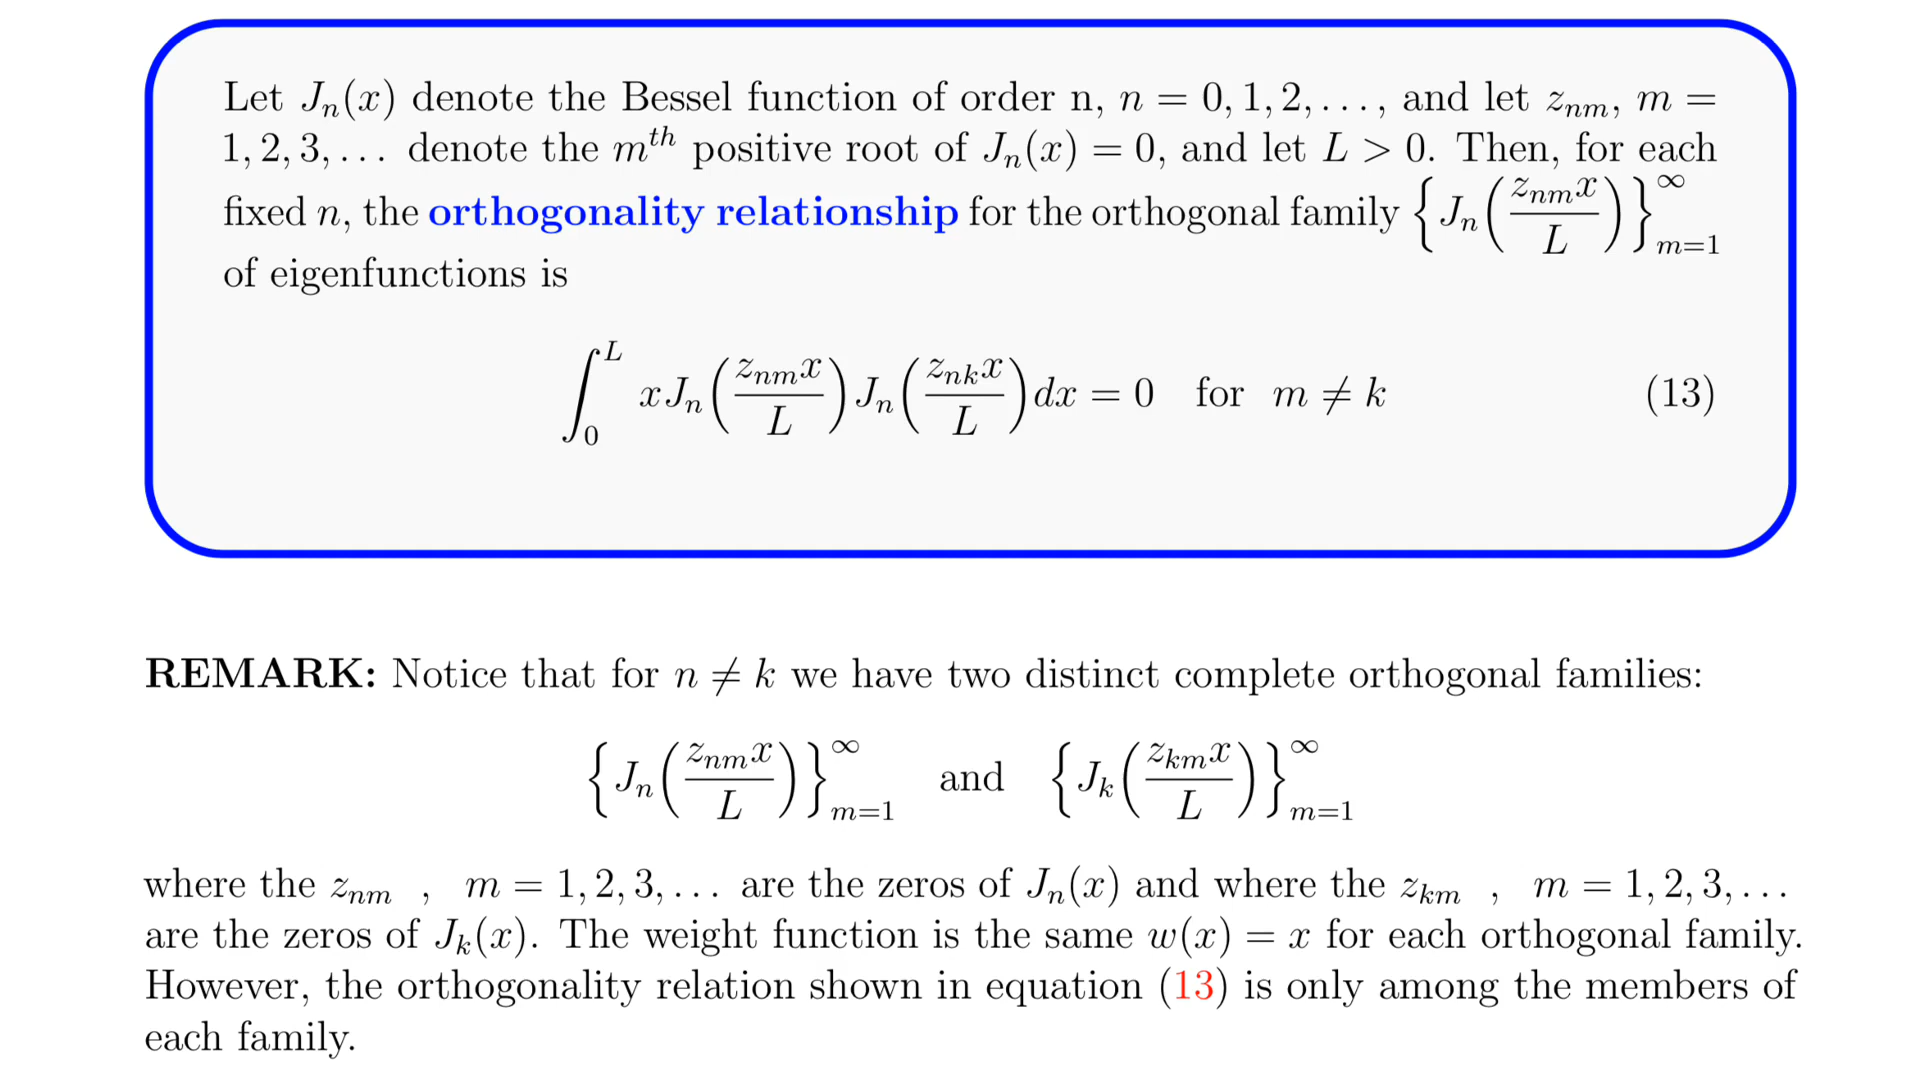 Let $J_n(x)$ denote the Bessel function of order n, $n = 0, 1, 2, \ldots,$ and let $z_{nm}$, $m =$
$1, 2, 3, \ldots$ denote the $m^{th}$ positive root of $J_n(x) = 0$, and let $L > 0$. Then, for each
fixed $n$, the orthogonality relationship for the orthogonal family $\left\{ J_n\left( \frac{z_{nm}x}{L} \right) \right\}_{m=1}^{\infty}$
of eigenfunctions is
$\int_0^L x J_n\left( \frac{z_{nm}x}{L} \right) J_n\left( \frac{z_{nk}x}{L} \right) dx = 0 \quad \text{for } m \neq k$ (13)
REMARK: Notice that for $n \neq k$ we have two distinct complete orthogonal families:
$\left\{ J_n\left( \frac{z_{nm}x}{L} \right) \right\}_{m=1}^{\infty}$ and $\left\{ J_k\left( \frac{z_{km}x}{L} \right) \right\}_{m=1}^{\infty}$
where the $z_{nm}$ , $m = 1, 2, 3, \ldots$ are the zeros of $J_n(x)$ and where the $z_{km}$ , $m = 1, 2, 3, \ldots$
are the zeros of $J_k(x)$. The weight function is the same $w(x) = x$ for each orthogonal family.
However, the orthogonality relation shown in equation (13) is only among the members of
each family.